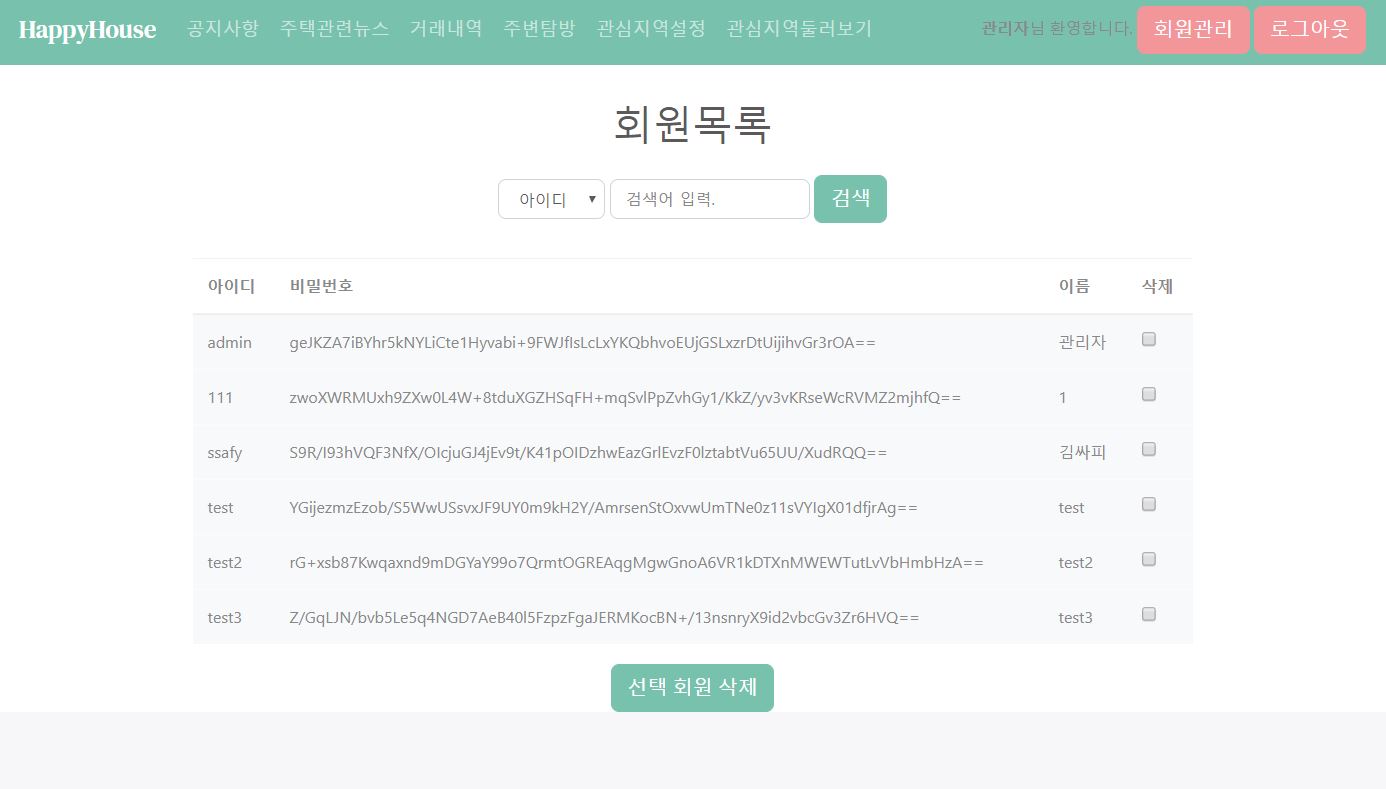 HappyHouse 공지사항 주택관련뉴스 거래내역 주변탐방 관심지역설정 관심지역둘러보기 관리자님 환영합니다. 회원관리 로그아웃
회원목록
아이디 검색어 입력. 검색
아이디 비밀번호 이름 삭제
admin geJKZA7iBYhr5kNYLiCte1Hyvabi+9FWJfIsLcLxYKQbhvoEUjGSLxzrDtUijihvGr3rOA== 관리자
111 zwoXWRMUxh9ZXw0L4W+8tduXGZHSqFH+mqSvlPpZvhGy1/KkZ/yv3vKRseWcRVMZ2mjhfQ== 1
ssafy S9R/I93hVQF3NfX/OIcjuGJ4jEv9t/K41pOIDzhwEazGrlEvzF0lztabtVu65UU/XudRQQ== 김싸피
test YGijezmzEzob/S5WwUSsvxJF9UY0m9kH2Y/AmrsenStOxvwUmTNe0z11sVYIgX01dfjrAg== test
test2 rG+xsb87Kwqaxnd9mDGYaY99o7QrmtOGREAqgMgwGnoA6VR1kDTXnMWEWTutLvVbHmbHzA== test2
test3 Z/GqLJN/bvb5Le5q4NGD7AeB40l5FzpzFgaJERMKocBN+/13nsnryX9id2vbcGv3Zr6HVQ== test3
선택 회원 삭제